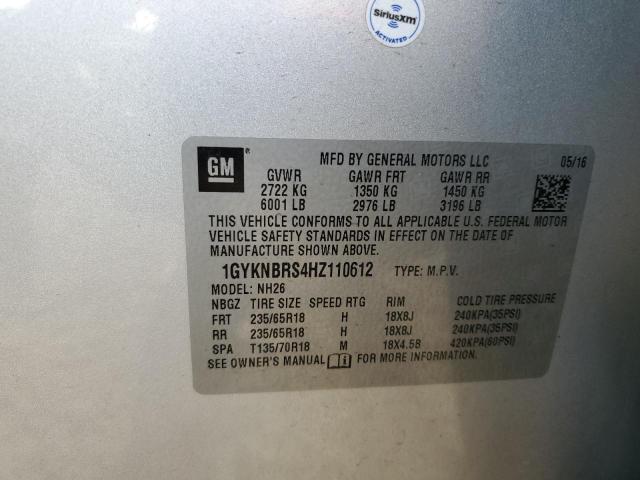 SiriusXM
ACTIVATED
GM
MFD BY GENERAL MOTORS LLC 05/16
GVWR GAWR FRT GAWR RR
2722 KG 1350 KG 1450 KG
6001 LB 2976 LB 3196 LB
THIS VEHICLE CONFORMS TO ALL APPLICABLE U.S. FEDERAL MOTOR
VEHICLE SAFETY STANDARDS IN EFFECT ON THE DATE OF
MANUFACTURE SHOWN ABOVE.
1GYKNBRS4HZ110612 TYPE: M.P.V.
MODEL: NH26
NBGZ TIRE SIZE SPEED RTG RIM COLD TIRE PRESSURE
FRT 235/65R18 H 18X8J 240KPA(35PSI)
RR 235/65R18 H 18X8J 240KPA(35PSI)
SPA T135/70R18 M 18X4.5B 420KPA(60PSI)
SEE OWNER'S MANUAL FOR MORE INFORMATION.